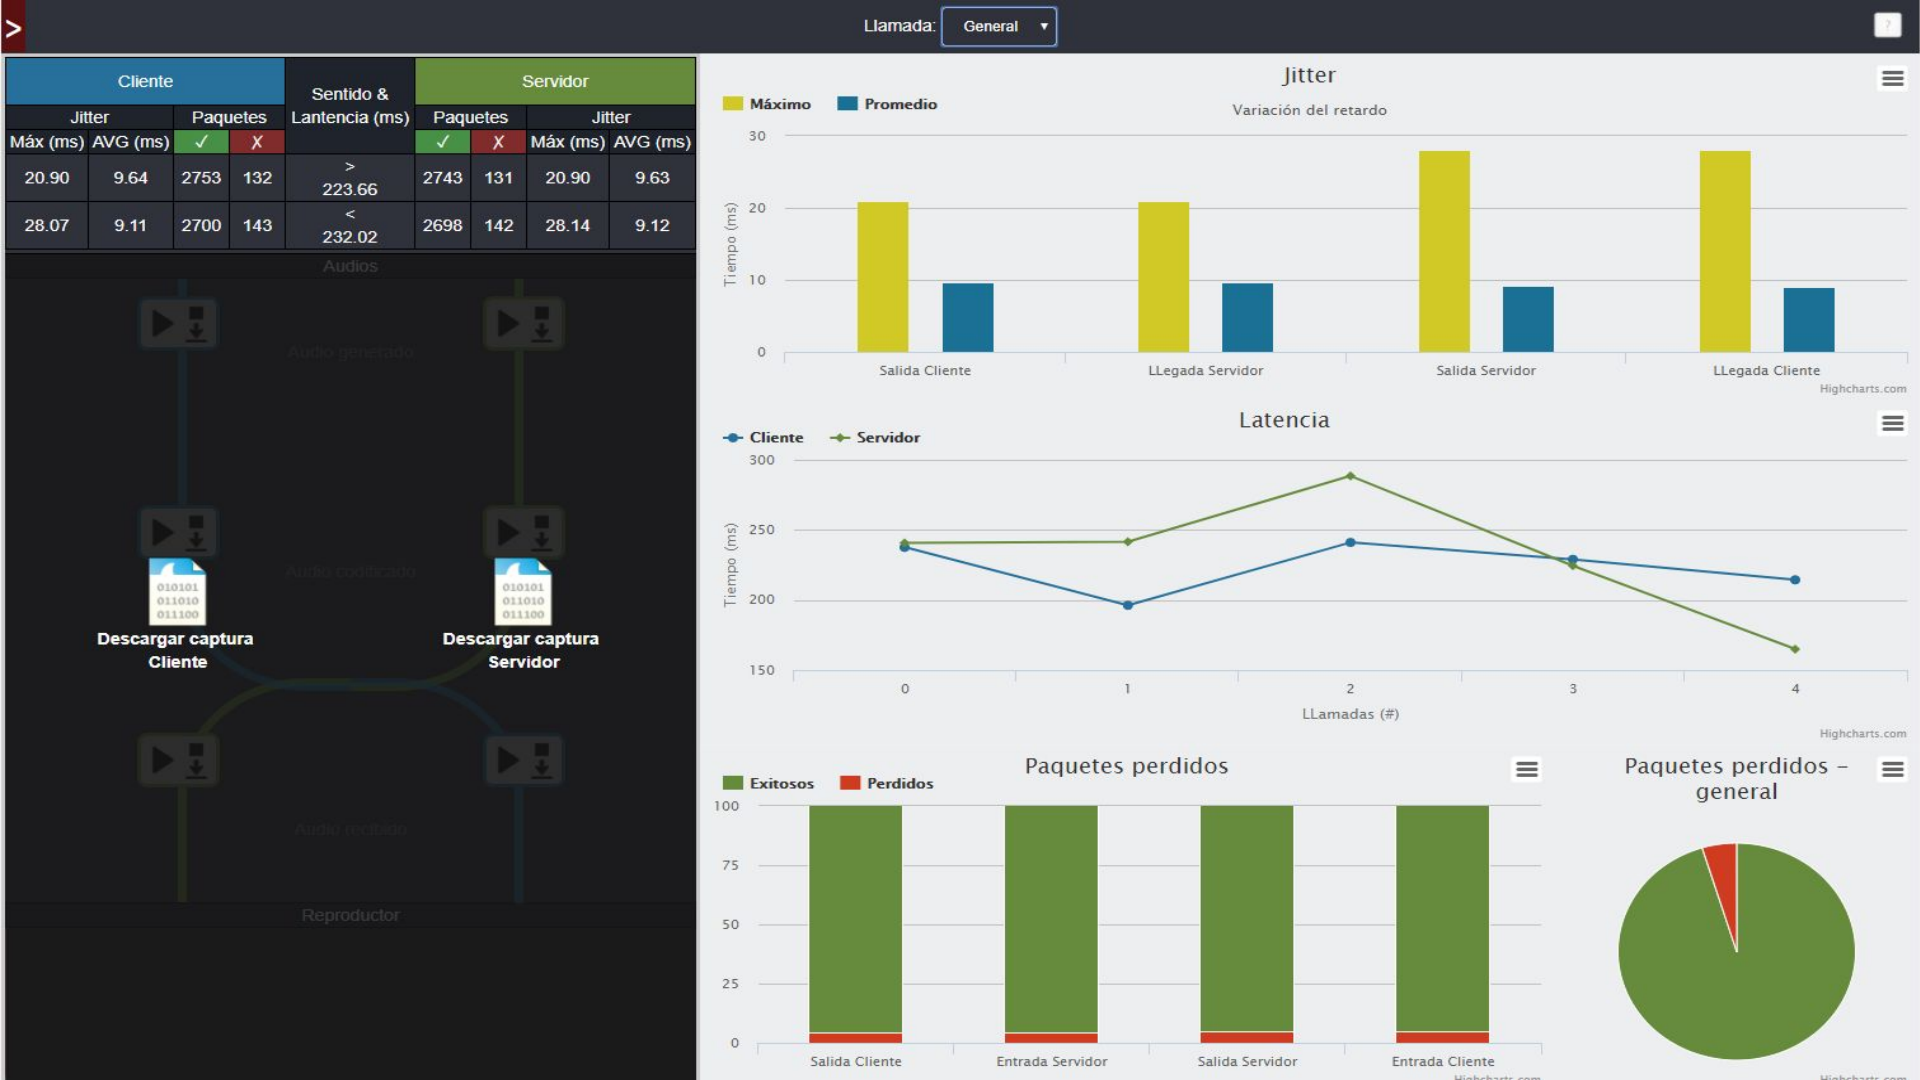 >
Llamada: General ▼
?
Cliente
Sentido &
Lantencia (ms)
Servidor
Jitter Paquetes Paquetes Jitter
Máx (ms) AVG (ms) ✓ ✗ ✓ ✗ Máx (ms) AVG (ms)
20.90 9.64 2753 132 > 223.66 2743 131 20.90 9.63
28.07 9.11 2700 143 < 232.02 2698 142 28.14 9.12
Audios
Audio generado
Audio codificado
010101
011010
011100
Descargar captura
Cliente
010101
011010
011100
Descargar captura
Servidor
Audio recibido
Reproductor
Jitter
Variación del retardo
Máximo Promedio
Tiempo (ms)
30
20
10
0
Salida Cliente LLegada Servidor Salida Servidor LLegada Cliente
Highcharts.com
Latencia
Cliente Servidor
Tiempo (ms)
300
250
200
150
0 1 2 3 4
LLamadas (#)
Highcharts.com
Paquetes perdidos
Exitosos Perdidos
100
75
50
25
0
Salida Cliente Entrada Servidor Salida Servidor Entrada Cliente
Highcharts.com
Paquetes perdidos –
general
Highcharts.com